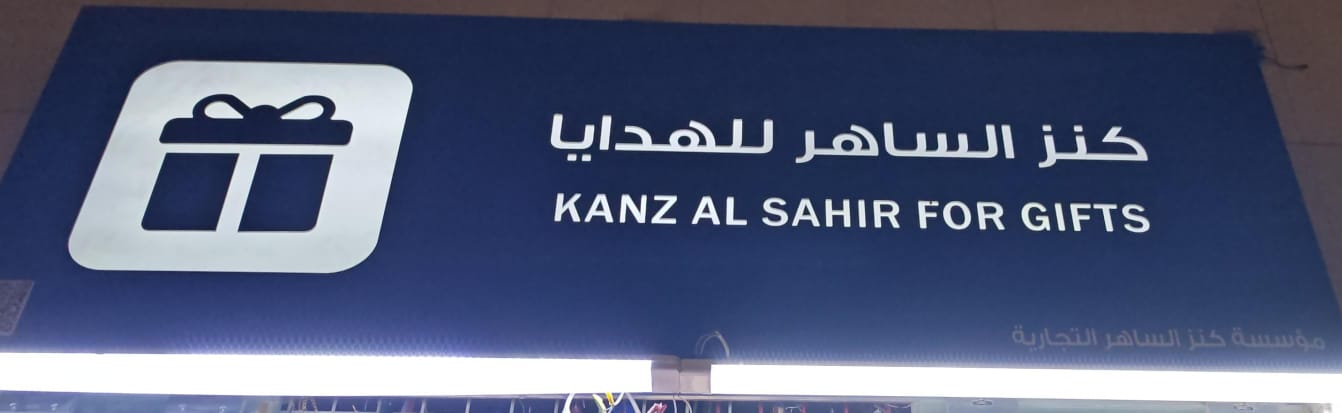 كنز الساهر للهدايا
KANZ AL SAHIR FOR GIFTS
مؤسسة كنز الساهر التجارية